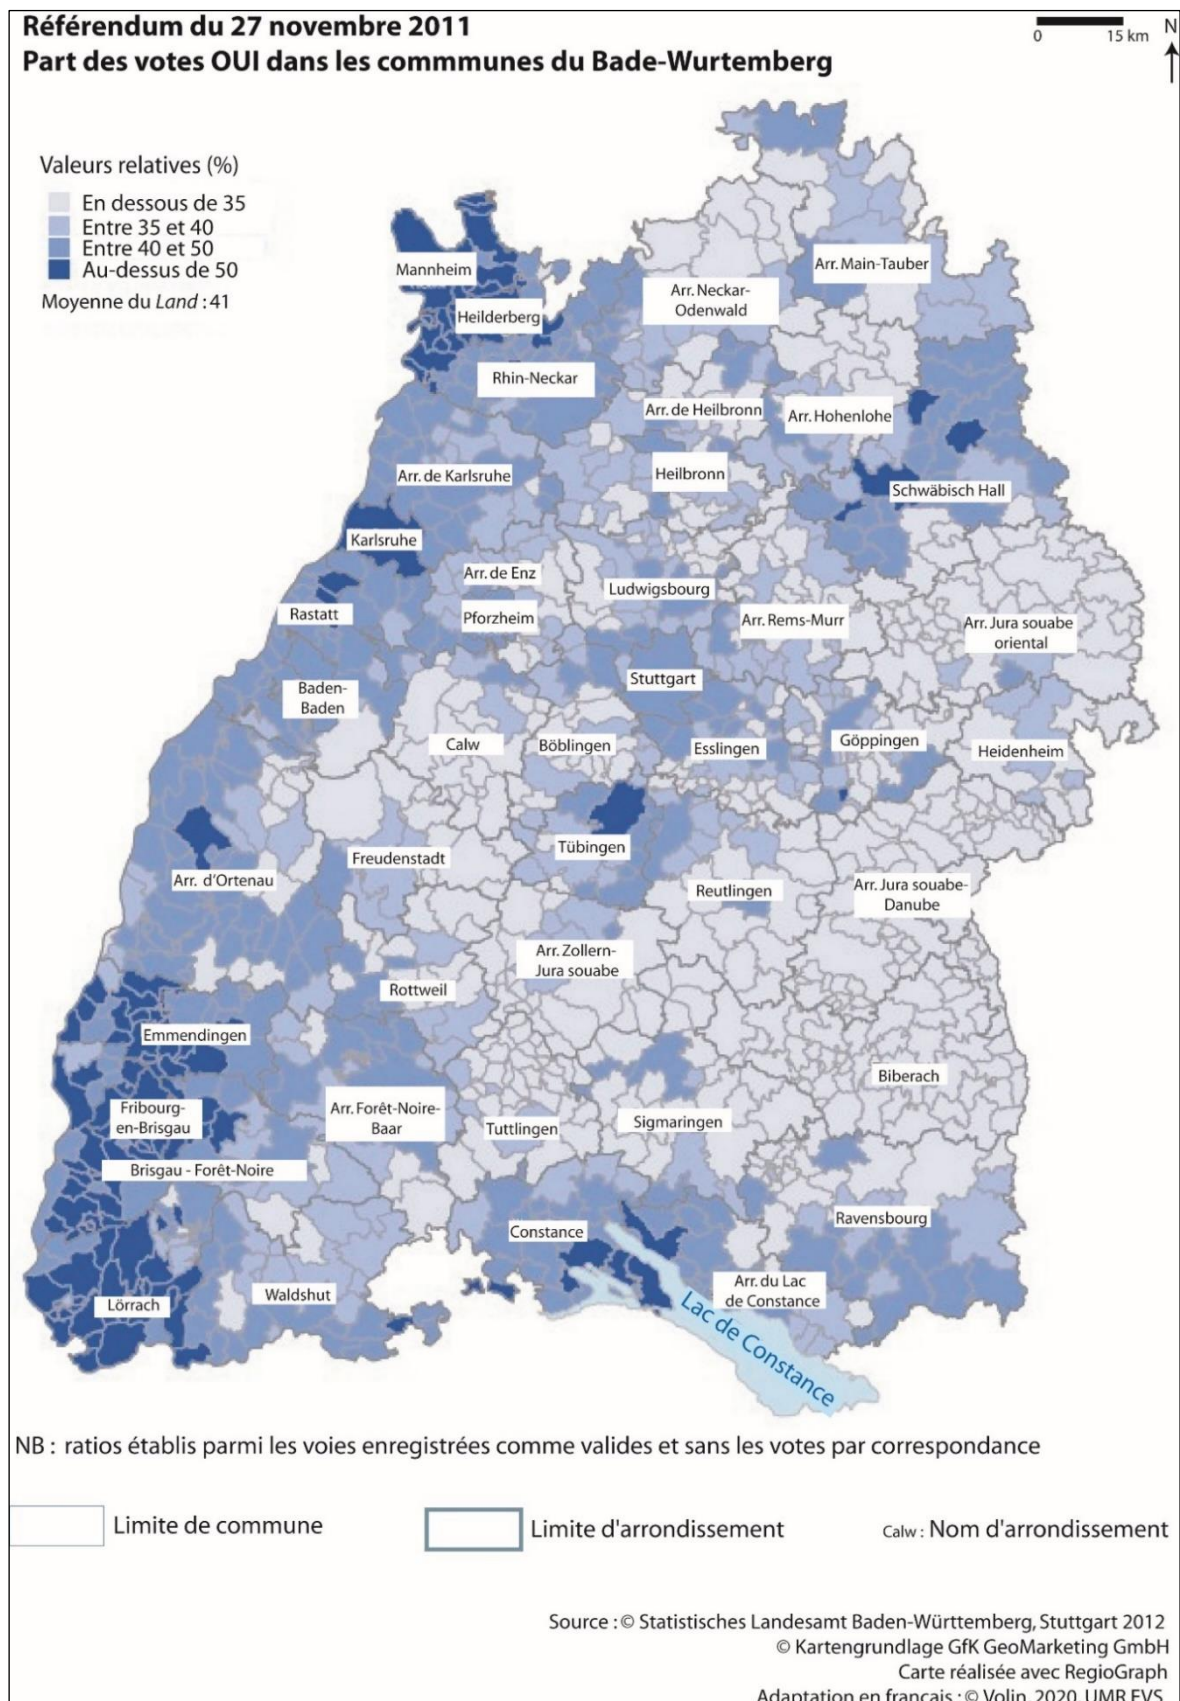 Référendum du 27 novembre 2011
Part des votes OUI dans les commmunes du Bade-Wurtemberg
0 15 km
N
Valeurs relatives (%)
En dessous de 35
Entre 35 et 40
Entre 40 et 50
Au-dessus de 50
Moyenne du Land : 41
Mannheim
Heilderberg
Rhin-Neckar
Arr. Neckar-
Odenwald
Arr. Main-Tauber
Arr. de Heilbronn
Arr. Hohenlohe
Arr. de Karlsruhe
Heilbronn
Schwäbisch Hall
Karlsruhe
Arr. de Enz
Ludwigsbourg
Rastatt
Pforzheim
Arr. Rems-Murr
Arr. Jura souabe
oriental
Stuttgart
Baden-
Baden
Calw
Böblingen
Esslingen
Göppingen
Heidenheim
Tübingen
Freudenstadt
Arr. d'Ortenau
Reutlingen
Arr. Jura souabe-
Danube
Arr. Zollern-
Jura souabe
Rottweil
Emmendingen
Biberach
Fribourg-
en-Brisgau
Arr. Forêt-Noire-
Baar
Tuttlingen
Sigmaringen
Brisgau - Forêt-Noire
Constance
Ravensbourg
Arr. du Lac
de Constance
Waldshut
Lörrach
Lac de Constance
NB : ratios établis parmi les voies enregistrées comme valides et sans les votes par correspondance
Limite de commune
Limite d'arrondissement
Calw : Nom d'arrondissement
Source : © Statistisches Landesamt Baden-Württemberg, Stuttgart 2012
© Kartengrundlage GfK GeoMarketing GmbH
Carte réalisée avec RegioGraph
Adaptation en français : © Volin, 2020, UMR EVS